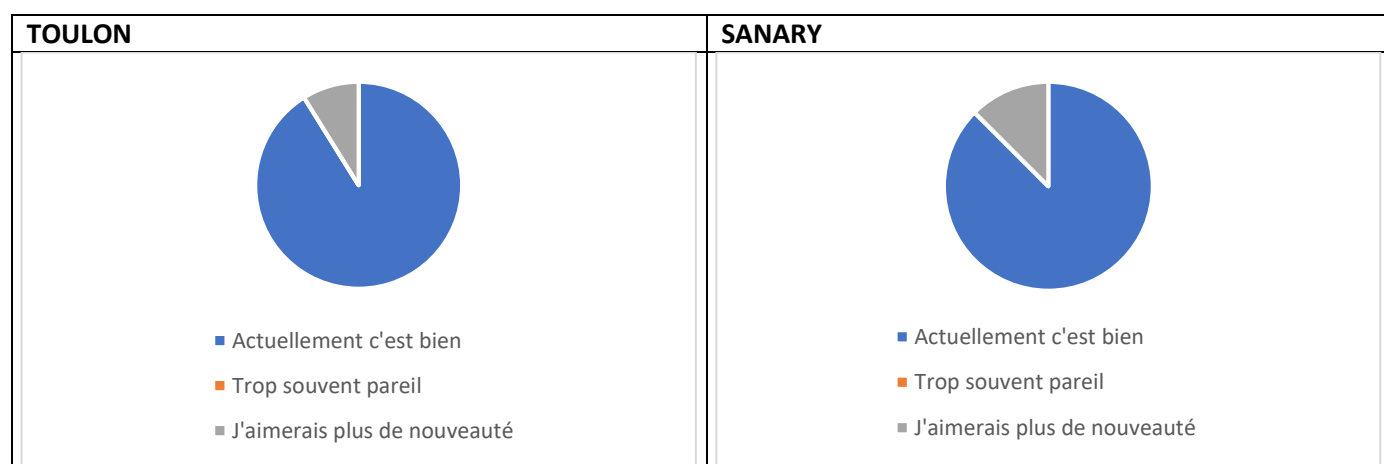 TOULON
SANARY
Actuellement c'est bien
Trop souvent pareil
J'aimerais plus de nouveauté
Actuellement c'est bien
Trop souvent pareil
J'aimerais plus de nouveauté